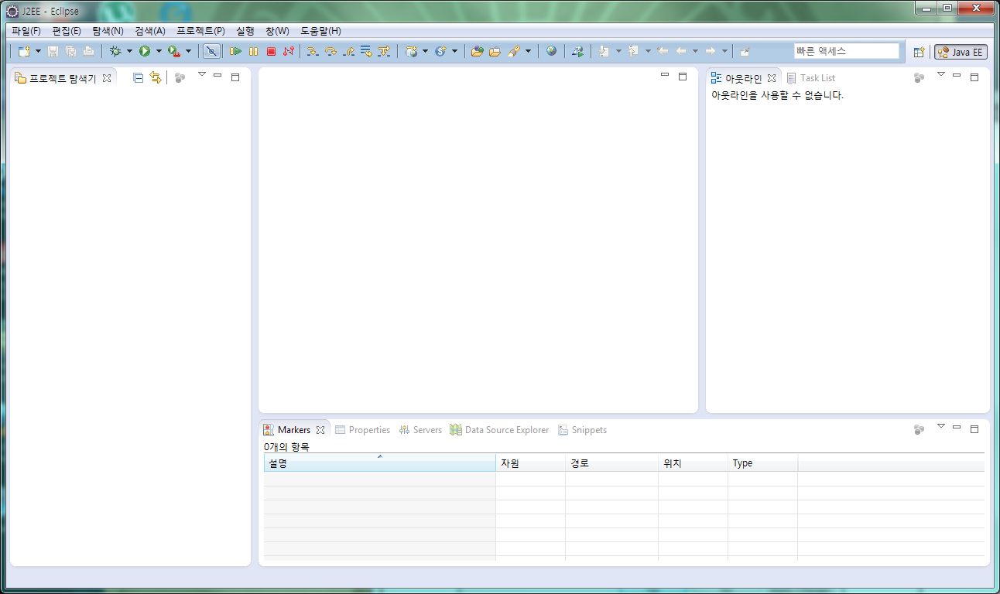 J2EE - Eclipse
파일(F) 편집(E) 탐색(N) 검색(A) 프로젝트(P) 실행 창(W) 도움말(H)
빠른 액세스
Java EE
프로젝트 탐색기
아웃라인 Task List
아웃라인을 사용할 수 없습니다.
Markers Properties Servers Data Source Explorer Snippets
0개의 항목
설명 자원 경로 위치 Type